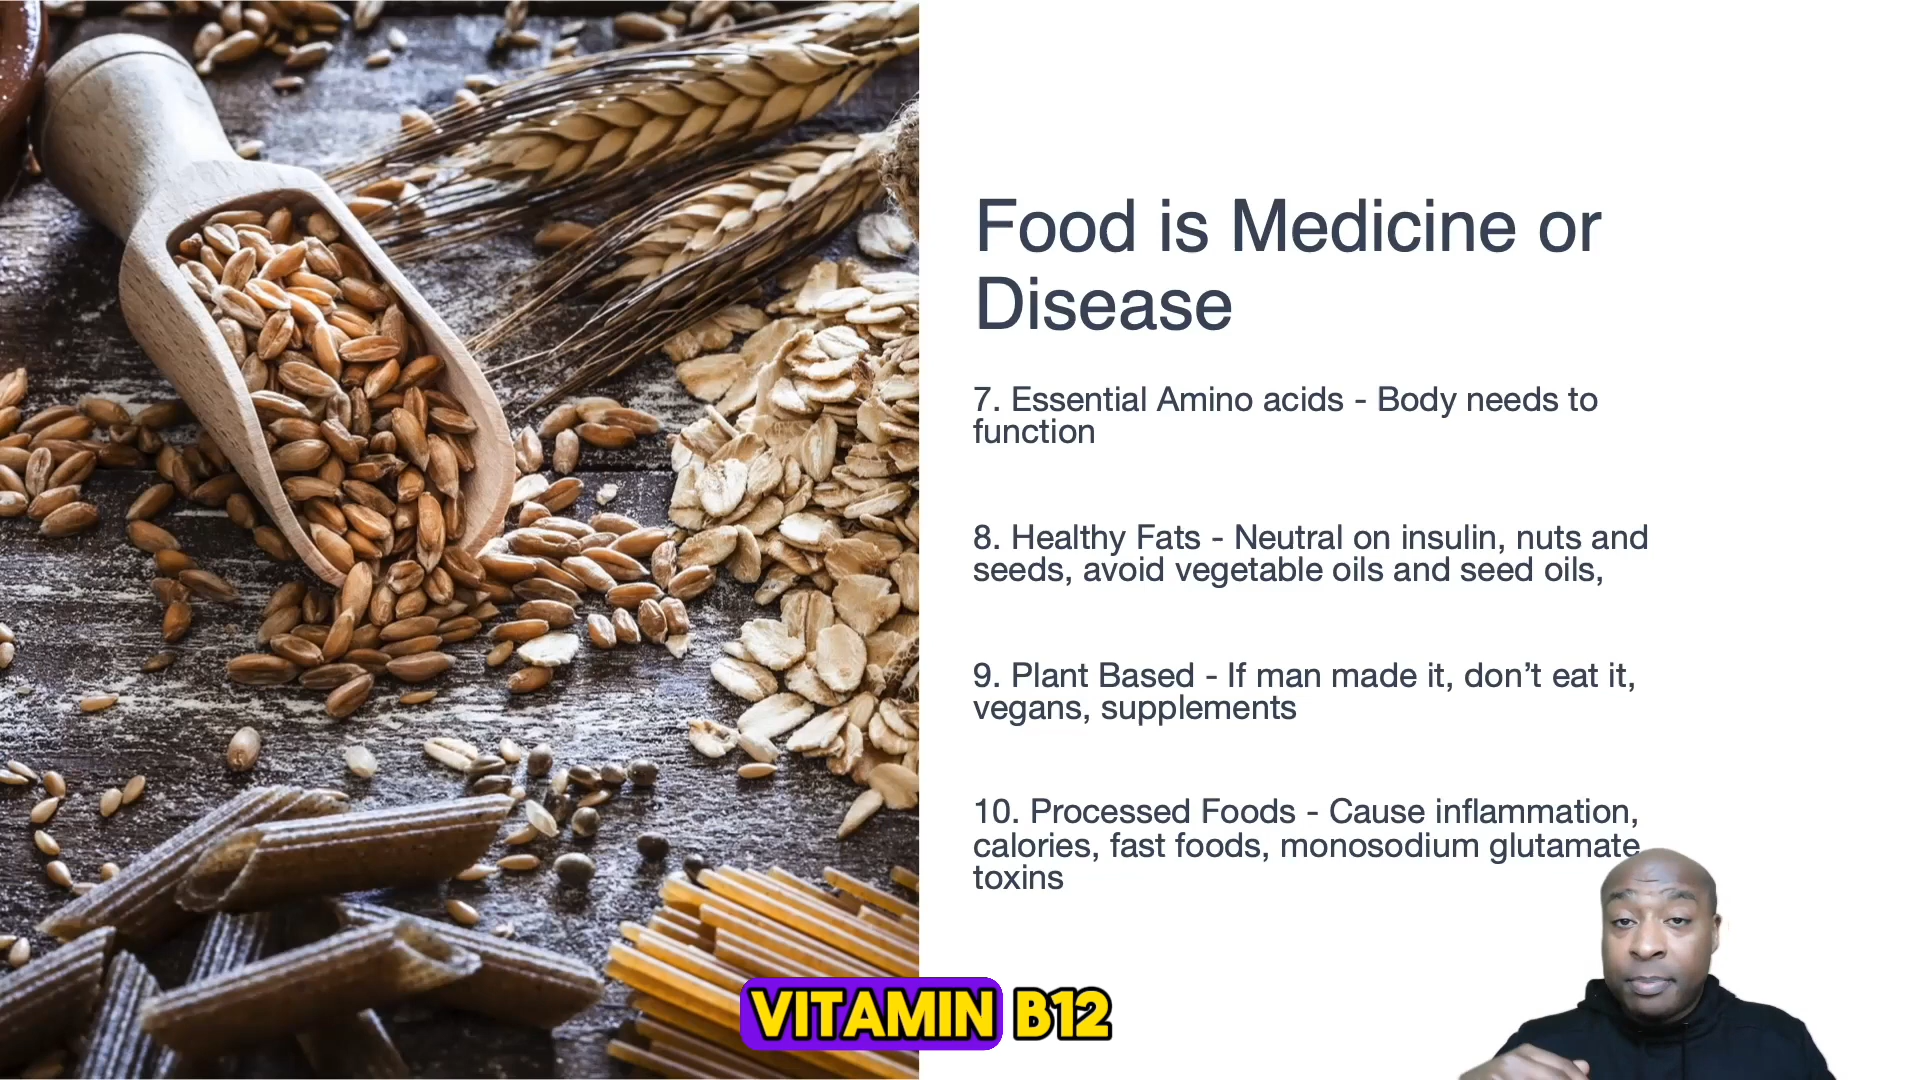 Food is Medicine or
Disease
7. Essential Amino acids - Body needs to
function
8. Healthy Fats - Neutral on insulin, nuts and
seeds, avoid vegetable oils and seed oils,
9. Plant Based - If man made it, don’t eat it,
vegans, supplements
10. Processed Foods - Cause inflammation,
calories, fast foods, monosodium glutamate
toxins
VITAMIN B12